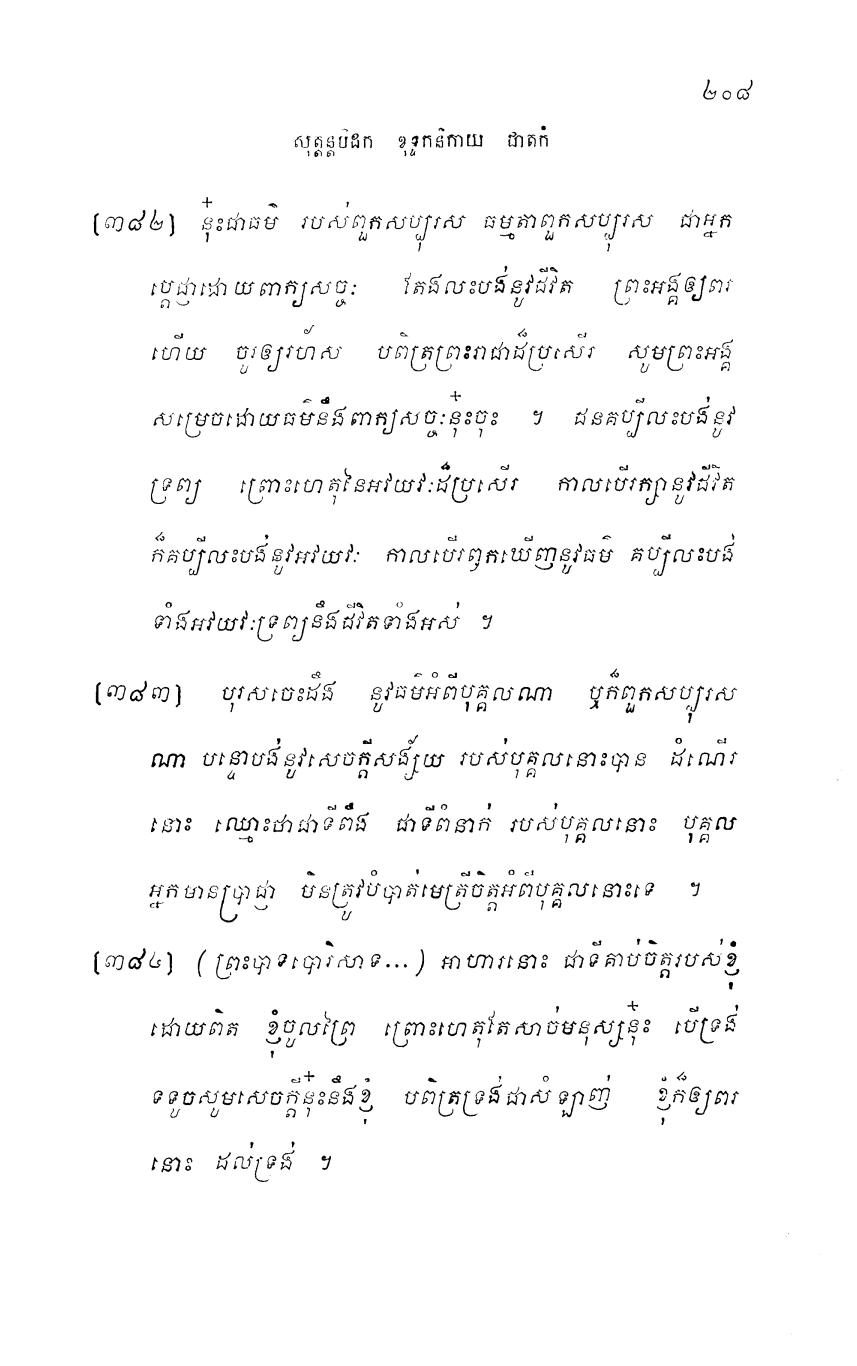 ២០៨
សុត្តន្តបិដក ខុទ្ទកនិកាយ ជាតកំ
[៣៨២] នុ៎ះជាធម៌ របស់ពួកសប្បុរស ធម្មតាពួកសប្បុរស ជាអ្នក
ប្តេជ្ញាដោយពាក្យសច្ចៈ តែងលះបង់នូវជីវិត ព្រះអង្គឲ្យពរ
ហើយ ចូរឲ្យរហ័ស បពិត្រព្រះរាជាដ៏ប្រសើរ សូមព្រះអង្គ
សម្រេចដោយធម៌នឹងពាក្យសច្ចៈនុ៎ះចុះ ។ ជនគប្បីលះបង់នូវ
ទ្រព្យ ព្រោះហេតុនៃអវយវៈដ៏ប្រសើរ កាលបើរក្សានូវជីវិត
ក៏គប្បីលះបង់នូវអវយវៈ កាលបើរឭកឃើញនូវធម៌ គប្បីលះបង់
ទាំងអវយវៈទ្រព្យនឹងជីវិតទាំងអស់ ។
[៣៨៣] បុរសចេះដឹង នូវធម៌អំពីបុគ្គលណា ឬក៏ពួកសប្បុរស
ណា បន្ទោបង់នូវសេចក្តីសង្ស័យ របស់បុគ្គលនោះបាន ដំណើរ
នោះ ឈ្មោះថាជាទីពឹង ជាទីពំនាក់ របស់បុគ្គលនោះ បុគ្គល
អ្នកមានប្រាជ្ញា មិនត្រូវបំបាត់មេត្រីចិត្តអំពីបុគ្គលនោះទេ ។
[៣៨៤] (ព្រះបាទបោរិសាទ...) អាហារនោះ ជាទីគាប់ចិត្តរបស់ខ្ញុំ
ដោយពិត ខ្ញុំចូលព្រៃ ព្រោះហេតុតែសាច់មនុស្សនុ៎ះ បើទ្រង់
ទទូចសូមសេចក្តីនុ៎ះនឹងខ្ញុំ បពិត្រទ្រង់ជាសំឡាញ់ ខ្ញុំក៏ឲ្យពរ
នោះ ដល់ទ្រង់ ។